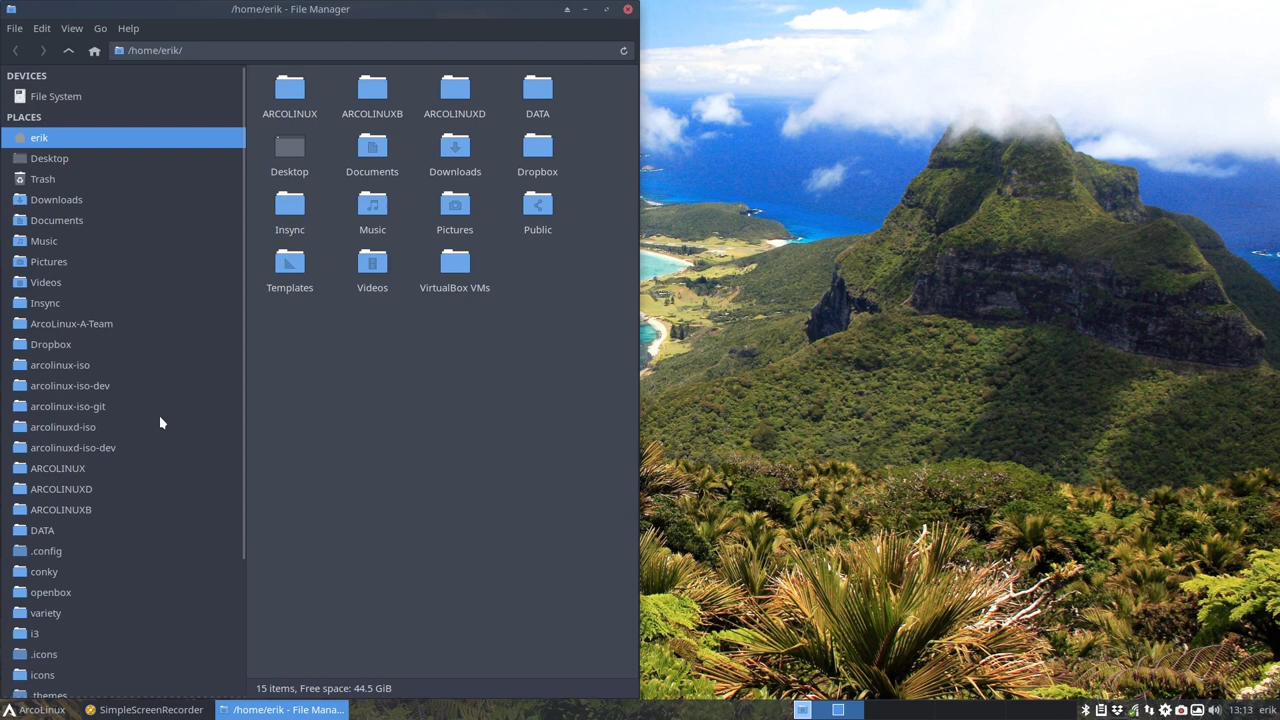 /home/erik - File Manager
File Edit View Go Help
/home/erik/
DEVICES
File System
PLACES
erik
Desktop
Trash
Downloads
Documents
Music
Pictures
Videos
Insync
ArcoLinux-A-Team
Dropbox
arcolinux-iso
arcolinux-iso-dev
arcolinux-iso-git
arcolinuxd-iso
arcolinuxd-iso-dev
ARCOLINUX
ARCOLINUXD
ARCOLINUXB
DATA
.config
conky
openbox
variety
i3
.icons
icons
.themes
ARCOLINUX ARCOLINUXB ARCOLINUXD DATA
Desktop Documents Downloads Dropbox
Insync Music Pictures Public
Templates Videos VirtualBox VMs
15 items, Free space: 44.5 GiB
ArcoLinux SimpleScreenRecorder /home/erik - File Mana... 13:13 erik